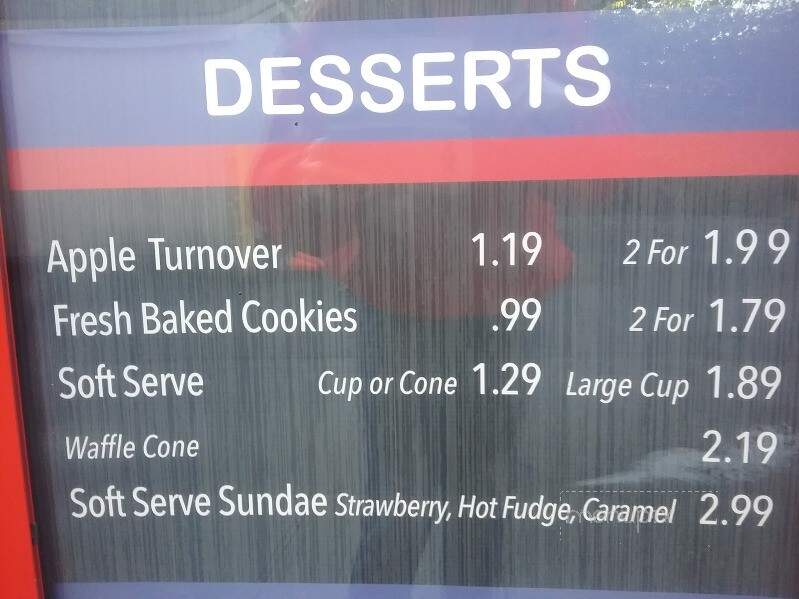 DESSERTS
Apple Turnover 1.19 2 For 1.99
Fresh Baked Cookies .99 2 For 1.79
Soft Serve Cup or Cone 1.29 Large Cup 1.89
Waffle Cone 2.19
Soft Serve Sundae Strawberry, Hot Fudge, Caramel 2.99